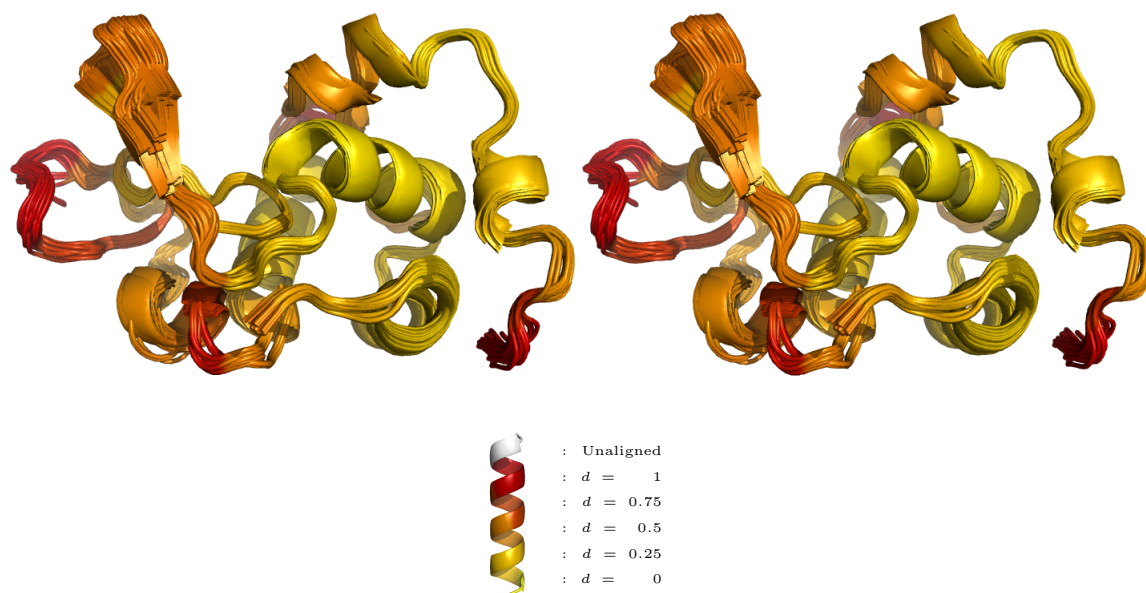 : Unaligned
: d = 1
: d = 0.75
: d = 0.5
: d = 0.25
: d = 0